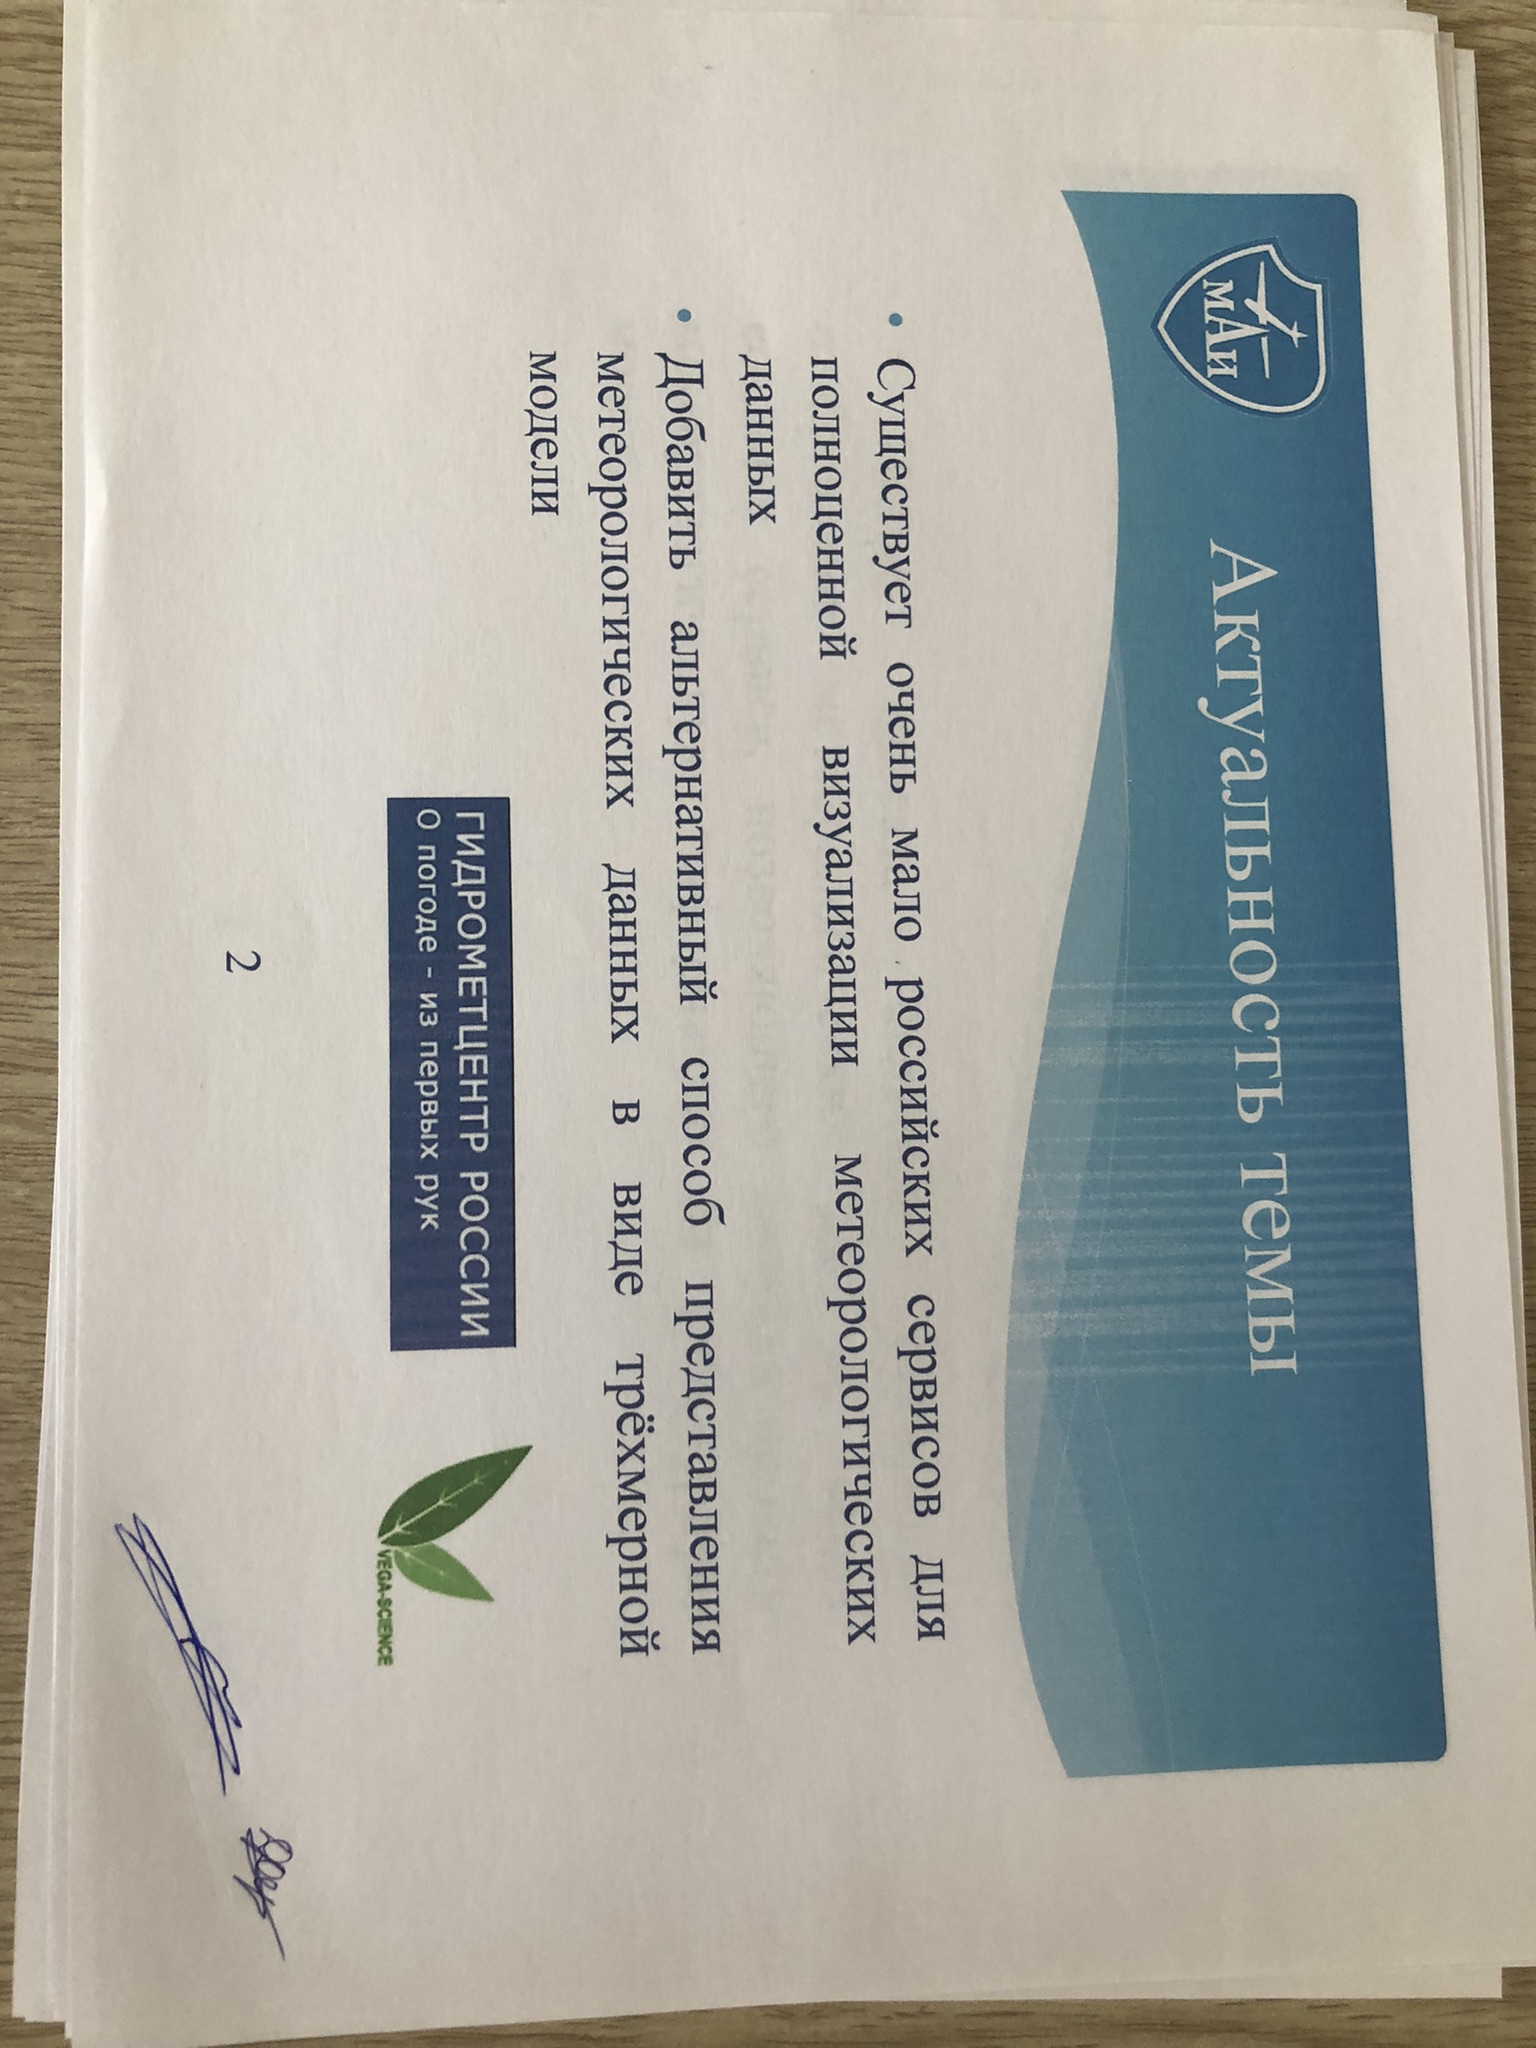 МАИ
Актуальность темы
• Существует очень мало российских сервисов для
полноценной визуализации метеорологических
данных
• Добавить альтернативный способ представления
метеорологических данных в виде трёхмерной
модели
ГИДРОМЕТЦЕНТР РОССИИ
О погоде - из первых рук
VEGA-SCIENCE
2